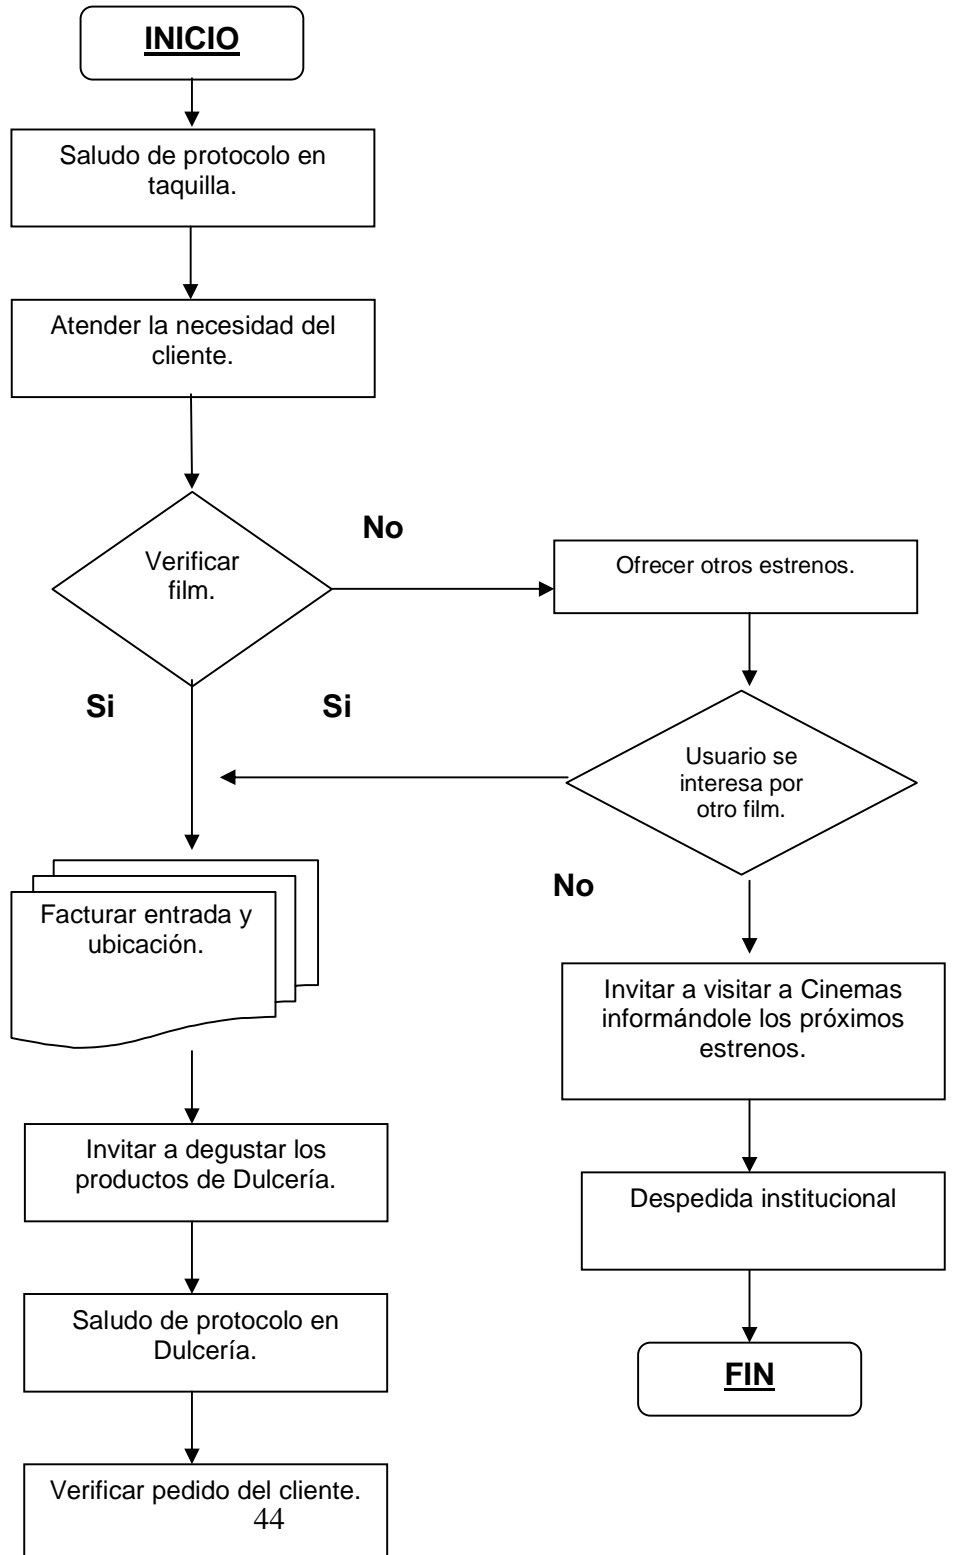 INICIO
Saludo de protocolo en
taquilla.
Atender la necesidad del
cliente.
Verificar
film.
No
Ofrecer otros estrenos.
Si
Si
Usuario se
interesa por
otro film.
No
Facturar entrada y
ubicación.
Invitar a visitar a Cinemas
informándole los próximos
estrenos.
Invitar a degustar los
productos de Dulcería.
Despedida institucional
Saludo de protocolo en
Dulcería.
FIN
Verificar pedido del cliente.
44